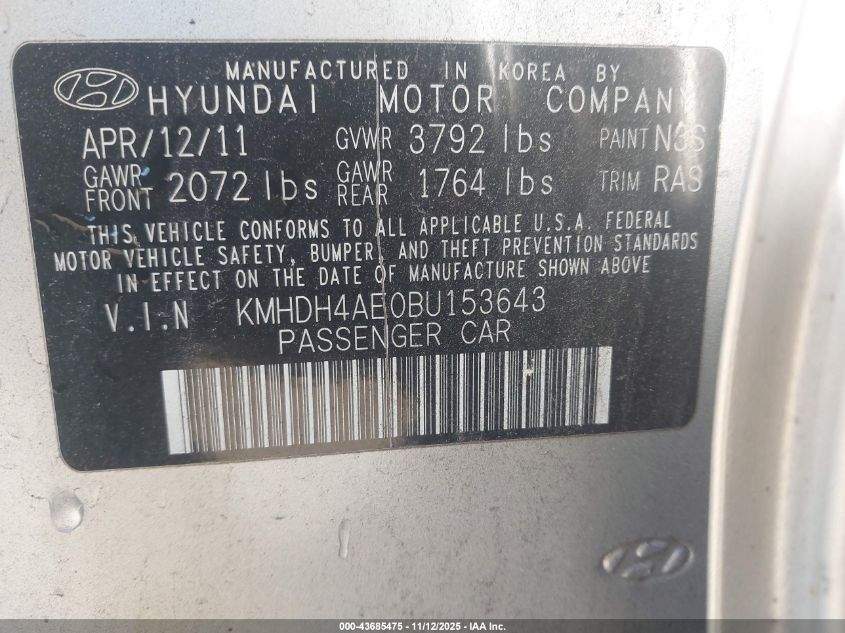 MANUFACTURED IN KOREA BY
HYUNDAI MOTOR COMPANY
APR/12/11 GVWR 3792 lbs PAINT N3S
GAWR FRONT 2072 lbs GAWR REAR 1764 lbs TRIM RAS
THIS VEHICLE CONFORMS TO ALL APPLICABLE U.S.A. FEDERAL
MOTOR VEHICLE SAFETY, BUMPER, AND THEFT PREVENTION STANDARDS
IN EFFECT ON THE DATE OF MANUFACTURE SHOWN ABOVE
V.I.N KMHDH4AE0BU153643
PASSENGER CAR
000-43685475 - 11/12/2025 - IAA Inc.